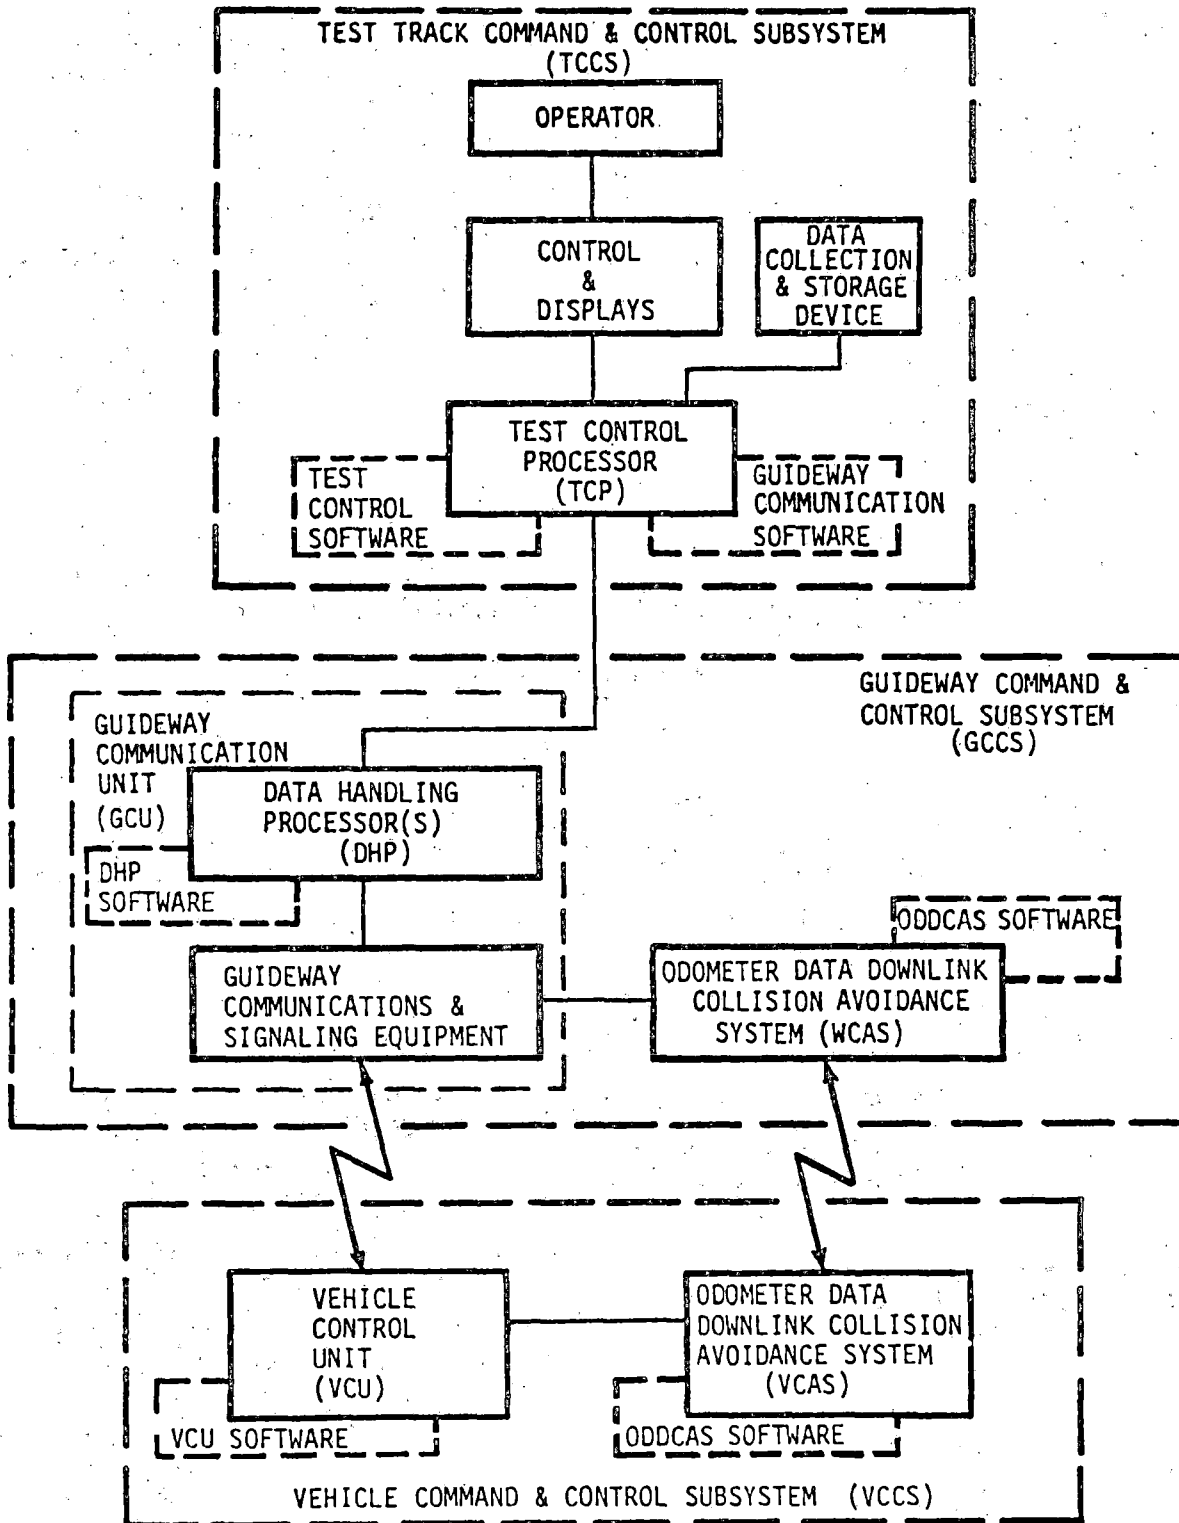 TEST TRACK COMMAND & CONTROL SUBSYSTEM
(TCCS)
OPERATOR
CONTROL
&
DISPLAYS
DATA
COLLECTION
& STORAGE
DEVICE
TEST CONTROL
PROCESSOR
(TCP)
TEST
CONTROL
SOFTWARE
GUIDEWAY
COMMUNICATION
SOFTWARE
GUIDEWAY COMMAND &
CONTROL SUBSYSTEM
(GCCS)
GUIDEWAY
COMMUNICATION
UNIT
(GCU)
DATA HANDLING
PROCESSOR(S)
(DHP)
DHP
SOFTWARE
GUIDEWAY
COMMUNICATIONS &
SIGNALING EQUIPMENT
ODDCAS SOFTWARE
ODOMETER DATA DOWNLINK
COLLISION AVOIDANCE
SYSTEM (WCAS)
VEHICLE
CONTROL
UNIT
(VCU)
VCU SOFTWARE
ODOMETER DATA
DOWNLINK COLLISION
AVOIDANCE SYSTEM
(VCAS)
ODDCAS SOFTWARE
VEHICLE COMMAND & CONTROL SUBSYSTEM (VCCS)